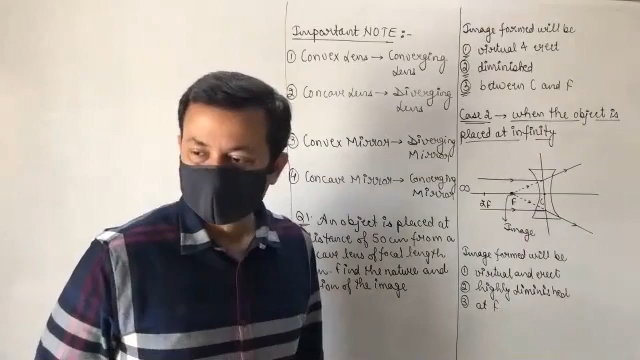 Important NOTE:-
① Convex Lens → Converging
Lens
② Concave Lens → Diverging
Lens
③ Convex Mirror → Diverging
Mirror
④ Concave Mirror → Converging
Mirror
Q1. An object is placed at
distance of 50 cm from a
lens of focal length
Find the nature and
of the image
Image formed will be
① virtual & erect
② diminished
③ between C and F
Case 2 → when the object is
placed at infinity
∞
2F
F
C
Image
Image formed will be
① virtual and erect
② highly diminished
③ at F